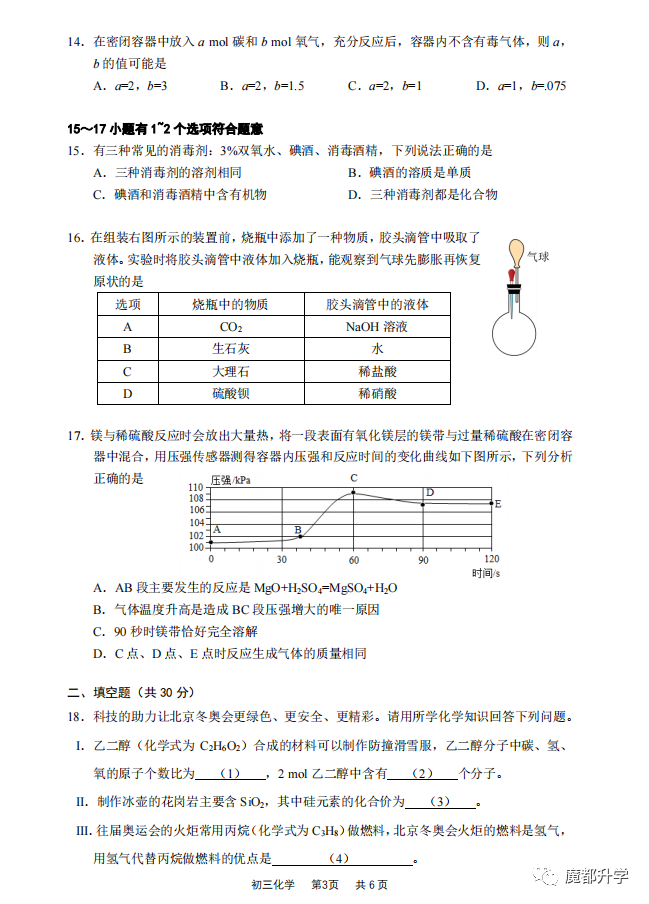 14．在密闭容器中放入 a mol 碳和 b mol 氧气，充分反应后，容器内不含有毒气体，则 a，
b 的值可能是
A．a=2，b=3 B．a=2，b=1.5 C．a=2，b=1 D．a=1，b=.075
15～17 小题有 1~2 个选项符合题意
15．有三种常见的消毒剂：3%双氧水、碘酒、消毒酒精，下列说法正确的是
A．三种消毒剂的溶剂相同 B．碘酒的溶质是单质
C．碘酒和消毒酒精中含有机物 D．三种消毒剂都是化合物
16．在组装右图所示的装置前，烧瓶中添加了一种物质，胶头滴管中吸取了
液体。实验时将胶头滴管中液体加入烧瓶，能观察到气球先膨胀再恢复
原状的是
气球
选项 烧瓶中的物质 胶头滴管中的液体
A CO₂ NaOH 溶液
B 生石灰 水
C 大理石 稀盐酸
D 硫酸钡 稀硝酸
17．镁与稀硫酸反应时会放出大量热，将一段表面有氧化镁层的镁带与过量稀硫酸在密闭容
器中混合，用压强传感器测得容器内压强和反应时间的变化曲线如下图所示，下列分析
正确的是
压强/kPa
110
108
106
104
102
100
A B C D E
0 30 60 90 120
时间/s
A．AB 段主要发生的反应是 MgO+H₂SO₄=MgSO₄+H₂O
B．气体温度升高是造成 BC 段压强增大的唯一原因
C．90 秒时镁带恰好完全溶解
D．C 点、D 点、E 点时反应生成气体的质量相同
二、填空题（共 30 分）
18．科技的助力让北京冬奥会更绿色、更安全、更精彩。请用所学化学知识回答下列问题。
I．乙二醇（化学式为 C₂H₆O₂）合成的材料可以制作防撞滑雪服，乙二醇分子中碳、氢、
氧的原子个数比为 （1） ，2 mol 乙二醇中含有 （2） 个分子。
II．制作冰壶的花岗岩主要含 SiO₂，其中硅元素的化合价为 （3） 。
III．往届奥运会的火炬常用丙烷（化学式为 C₃H₈）做燃料，北京冬奥会火炬的燃料是氢气，
用氢气代替丙烷做燃料的优点是 （4） 。
初三化学 第3页 共 6 页
魔都升学